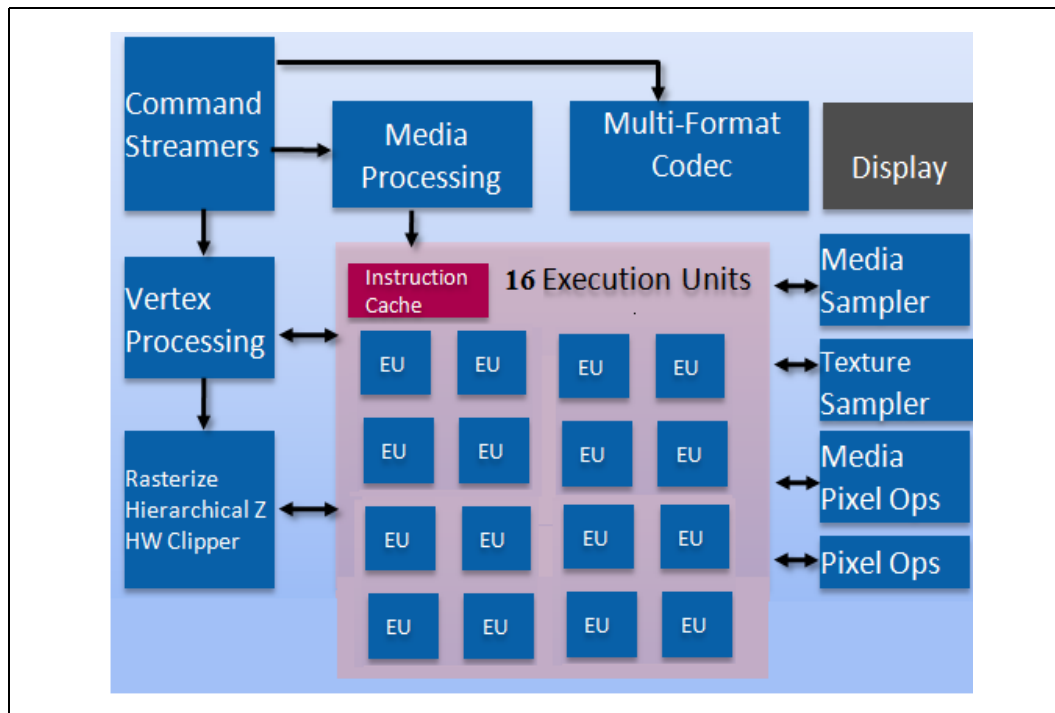 Command
Streamers
Media
Processing
Multi-Format
Codec
Display
Vertex
Processing
Instruction
Cache
16 Execution Units
Media
Sampler
EU EU EU EU
Texture
Sampler
EU EU EU EU
Media
Pixel Ops
Rasterize
Hierarchical Z
HW Clipper
EU EU EU EU
Pixel Ops
EU EU EU EU